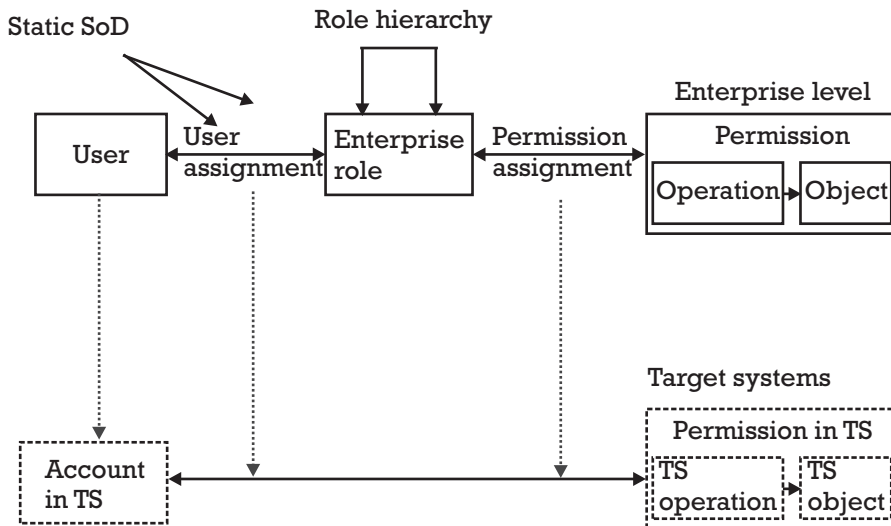 Static SoD
Role hierarchy
Enterprise level
User
User
assignment
Enterprise
role
Permission
assignment
Permission
Operation
Object
Target systems
Account
in TS
Permission in TS
TS
operation
TS
object